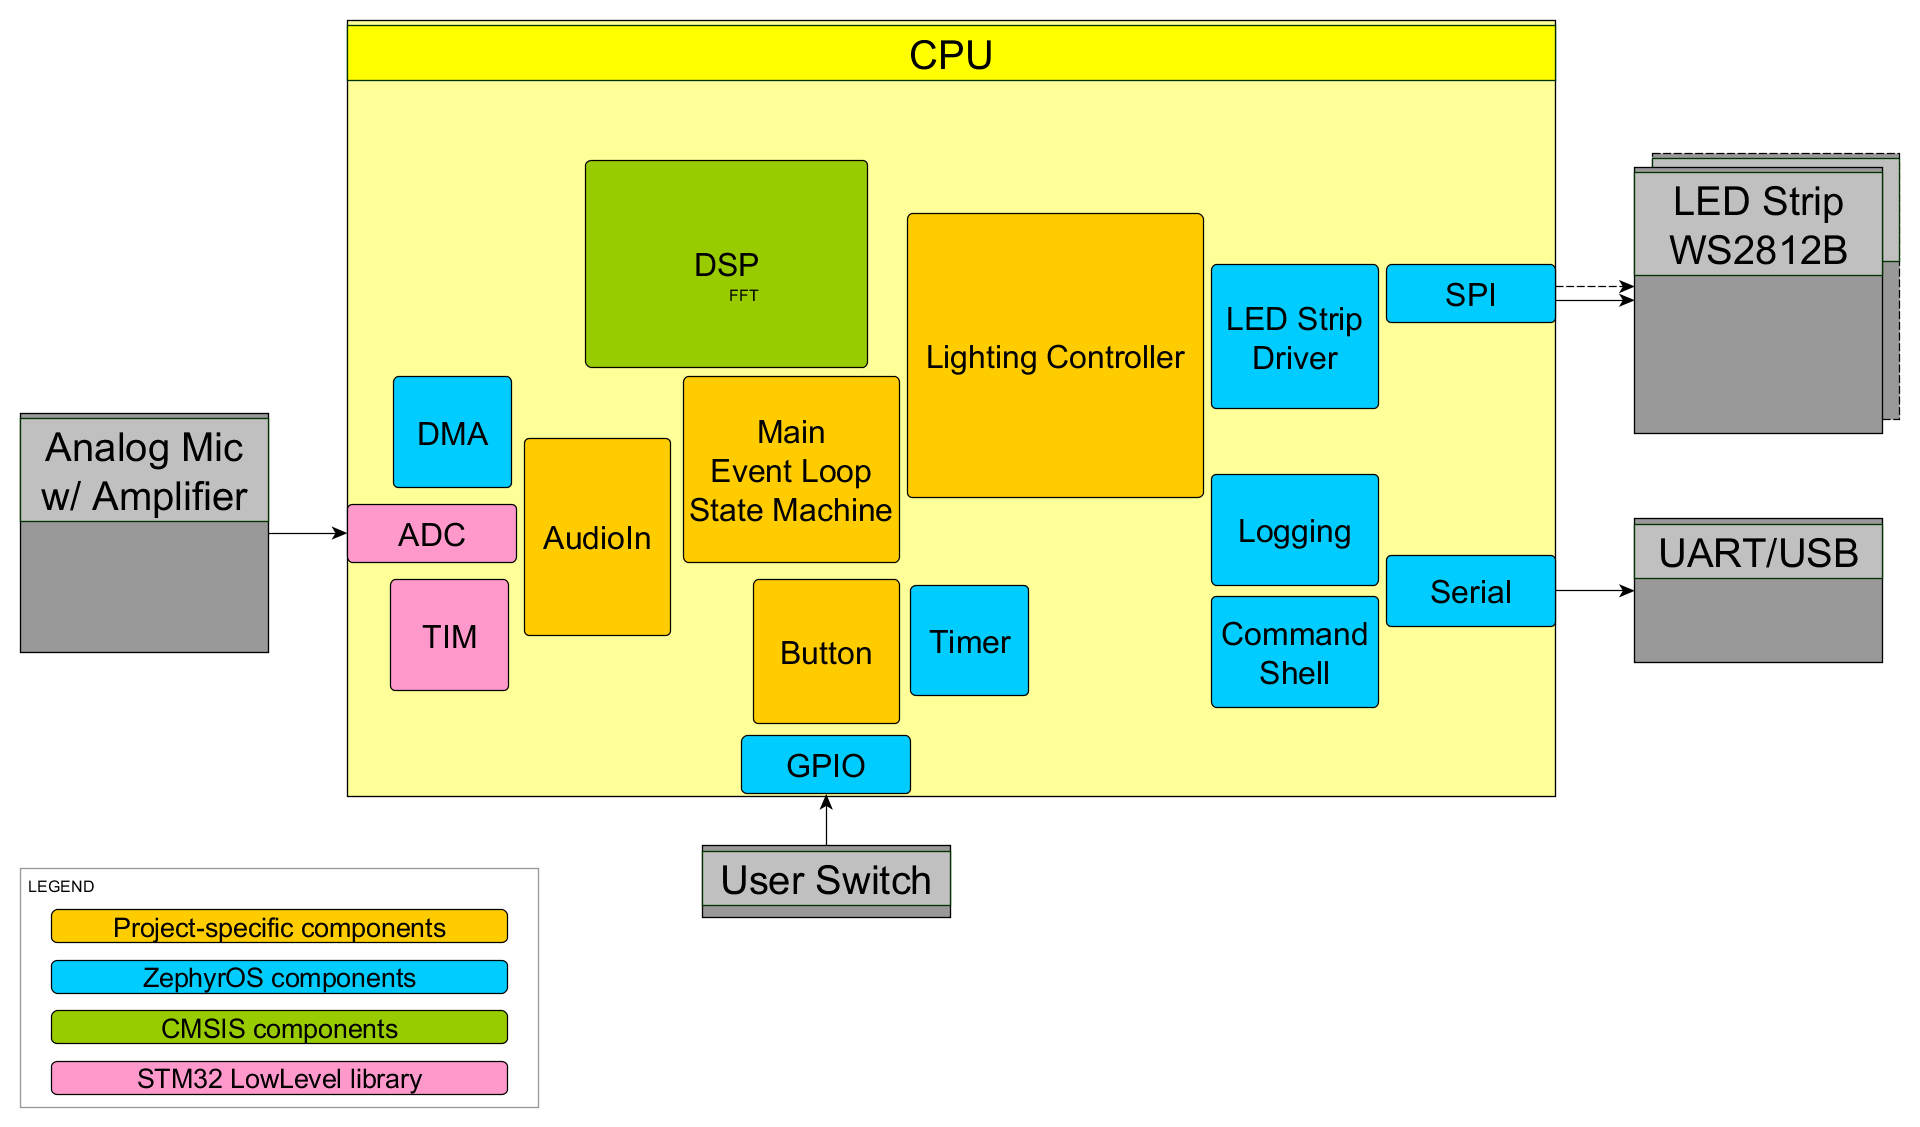 CPU
LED Strip
WS2812B
DSP
FFT
SPI
LED Strip
Driver
Lighting Controller
DMA
Main
Event Loop
State Machine
Analog Mic
w/ Amplifier
ADC
AudioIn
Logging
UART/USB
Serial
TIM
Button
Timer
Command
Shell
GPIO
User Switch
LEGEND
Project-specific components
ZephyrOS components
CMSIS components
STM32 LowLevel library